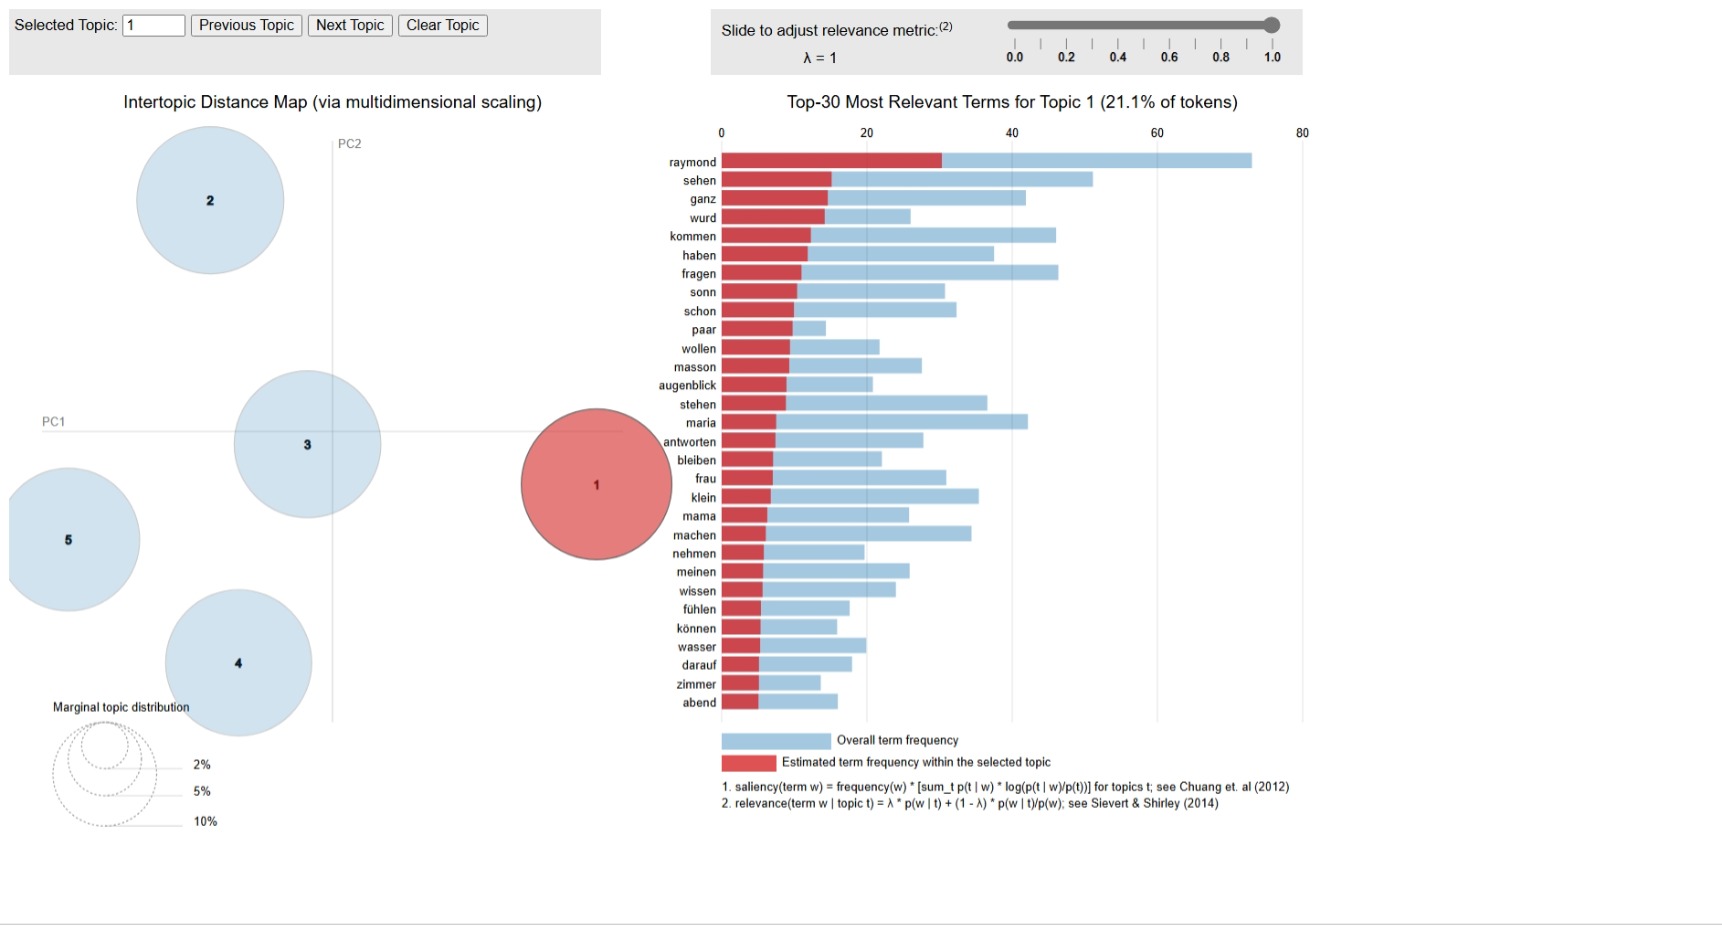 Selected Topic: 1 Previous Topic Next Topic Clear Topic
Slide to adjust relevance metric:(2)
λ = 1
0.0 0.2 0.4 0.6 0.8 1.0
Intertopic Distance Map (via multidimensional scaling)
PC2
PC1
2
3
1
5
4
Marginal topic distribution
2%
5%
10%
Top-30 Most Relevant Terms for Topic 1 (21.1% of tokens)
0 20 40 60 80
raymond
sehen
ganz
wurd
kommen
haben
fragen
sonn
schon
paar
wollen
masson
augenblick
stehen
maria
antworten
bleiben
frau
klein
mama
machen
nehmen
meinen
wissen
fühlen
können
wasser
darauf
zimmer
abend
Overall term frequency
Estimated term frequency within the selected topic
1. saliency(term w) = frequency(w) * [sum_t p(t | w) * log(p(t | w)/p(t))] for topics t; see Chuang et. al (2012)
2. relevance(term w | topic t) = λ * p(w | t) + (1 - λ) * p(w | t)/p(w); see Sievert & Shirley (2014)